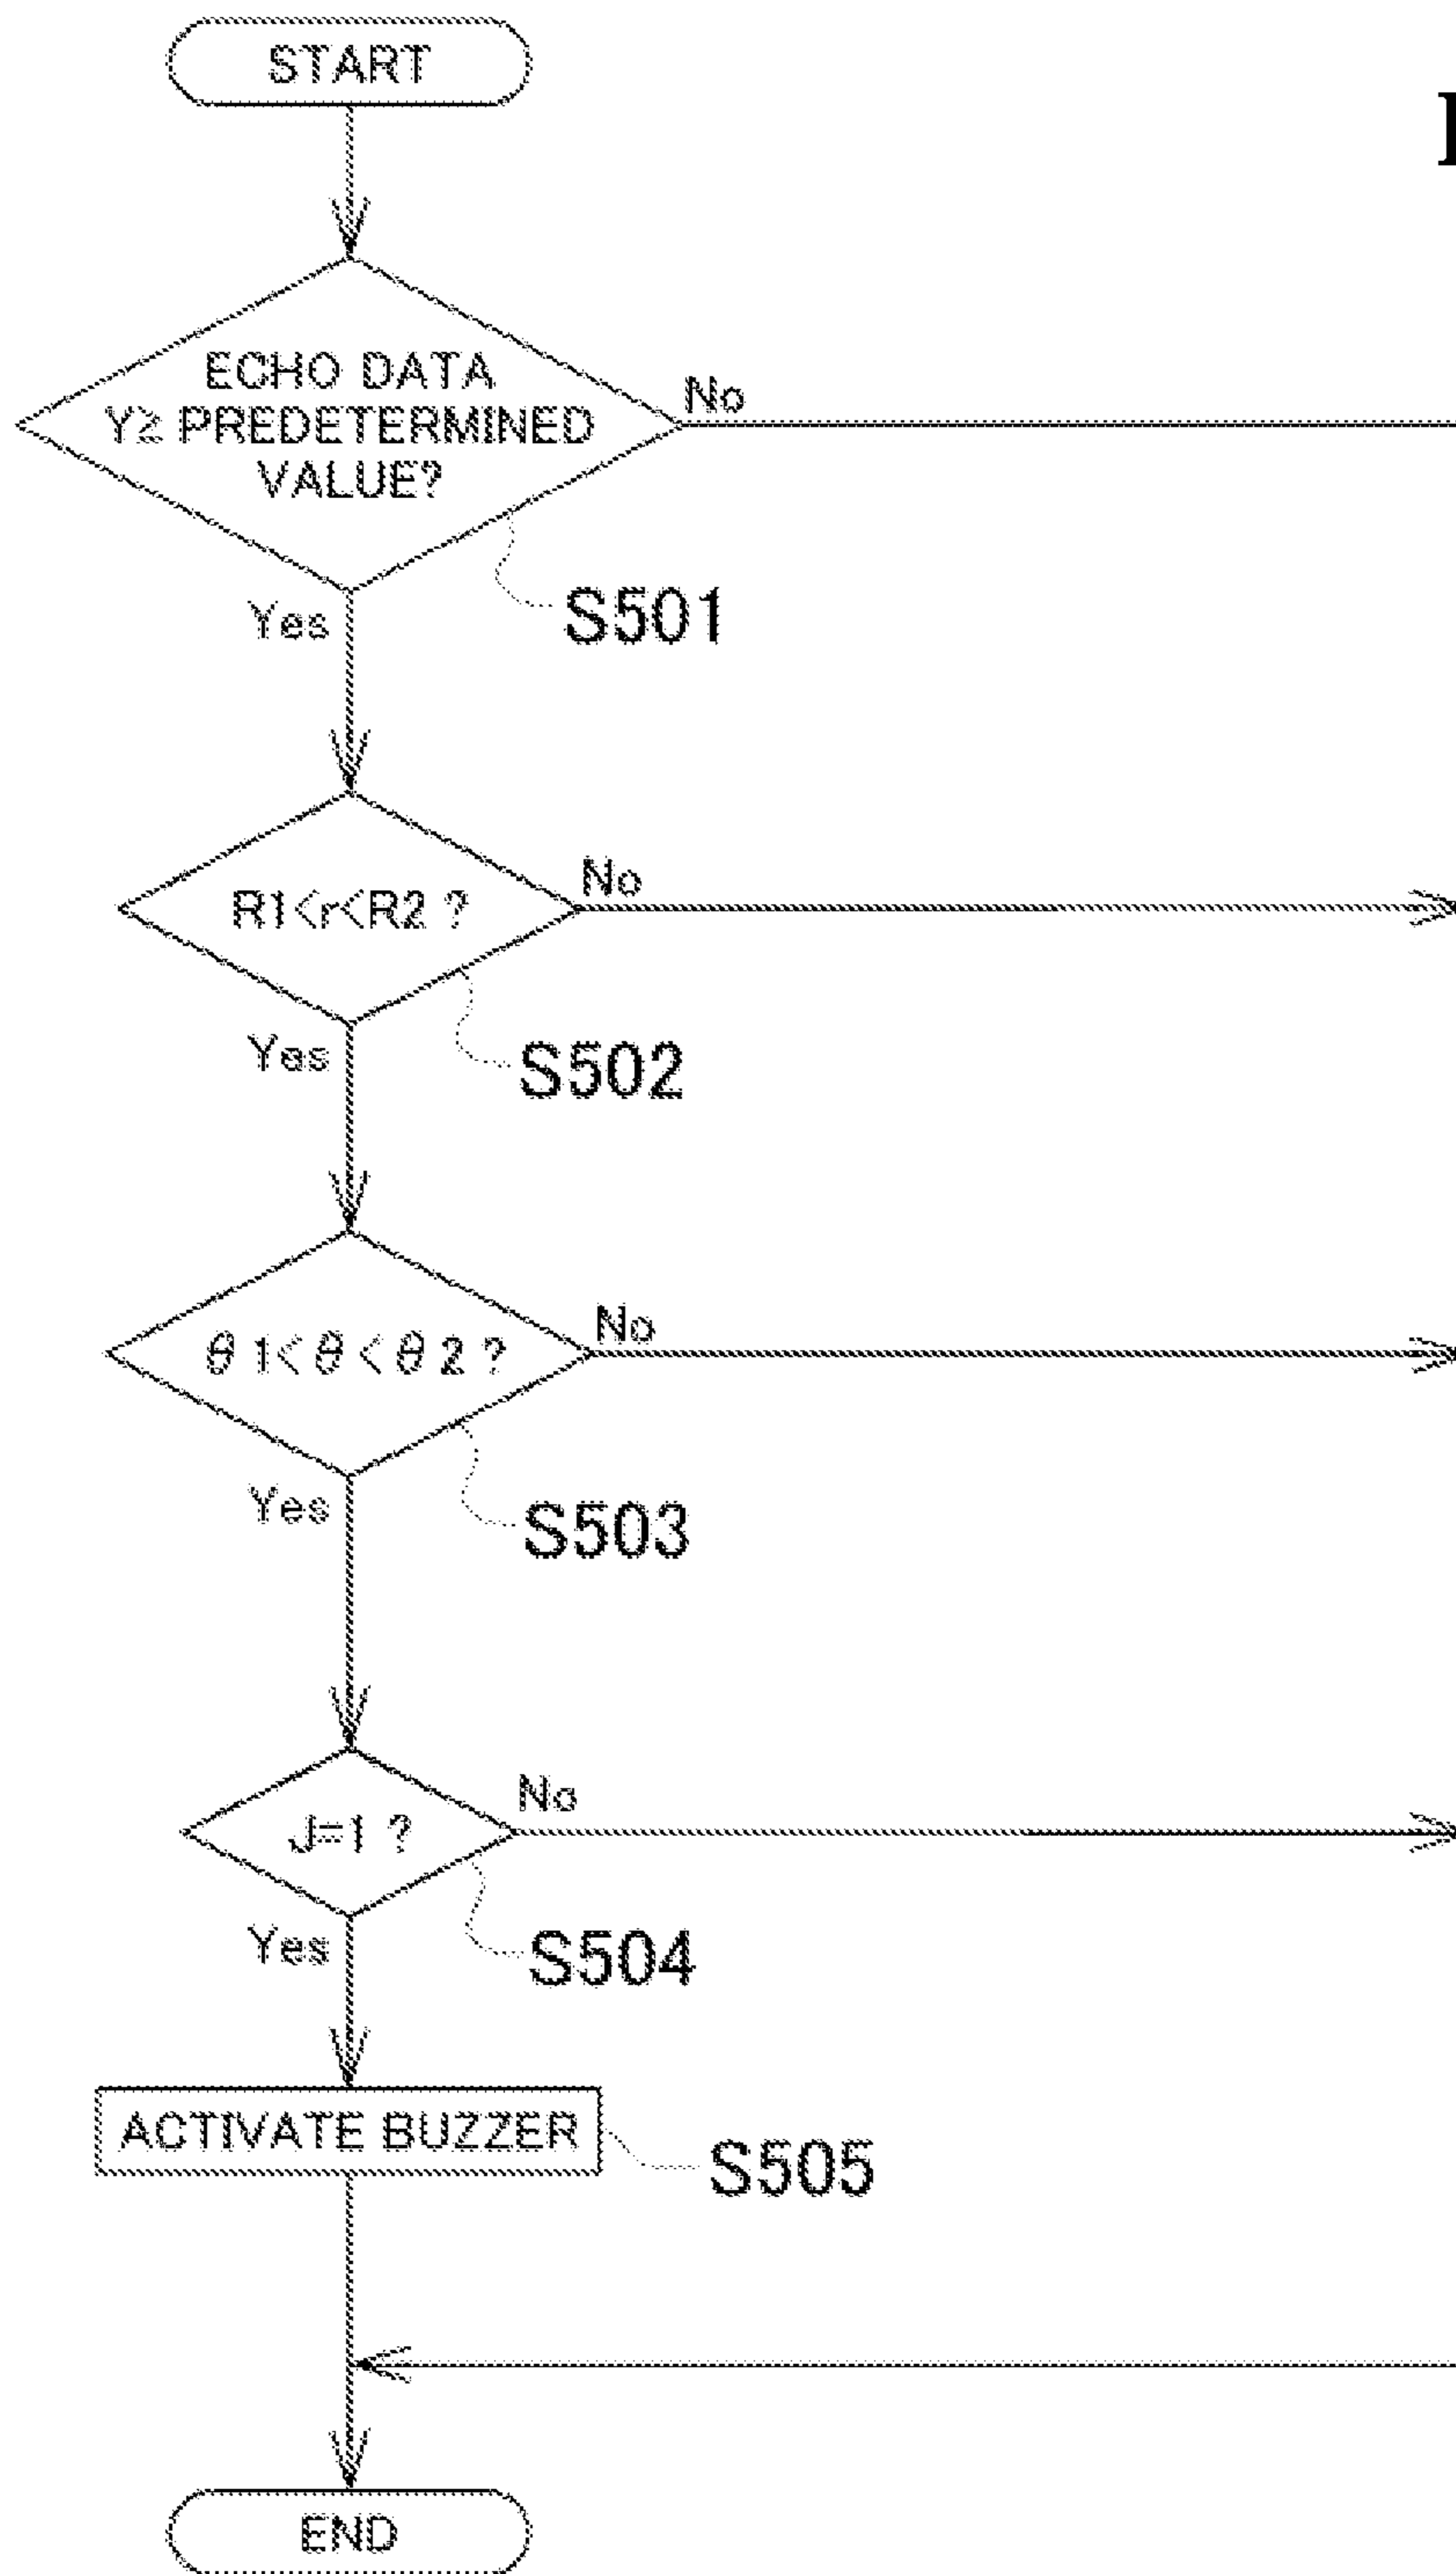 START
ECHO DATA
Y≥ PREDETERMINED
VALUE?
No
Yes
S501
R1<r<R2 ?
No
Yes
S502
θ1<θ<θ2 ?
No
Yes
S503
J=1 ?
No
Yes
S504
ACTIVATE BUZZER
S505
END